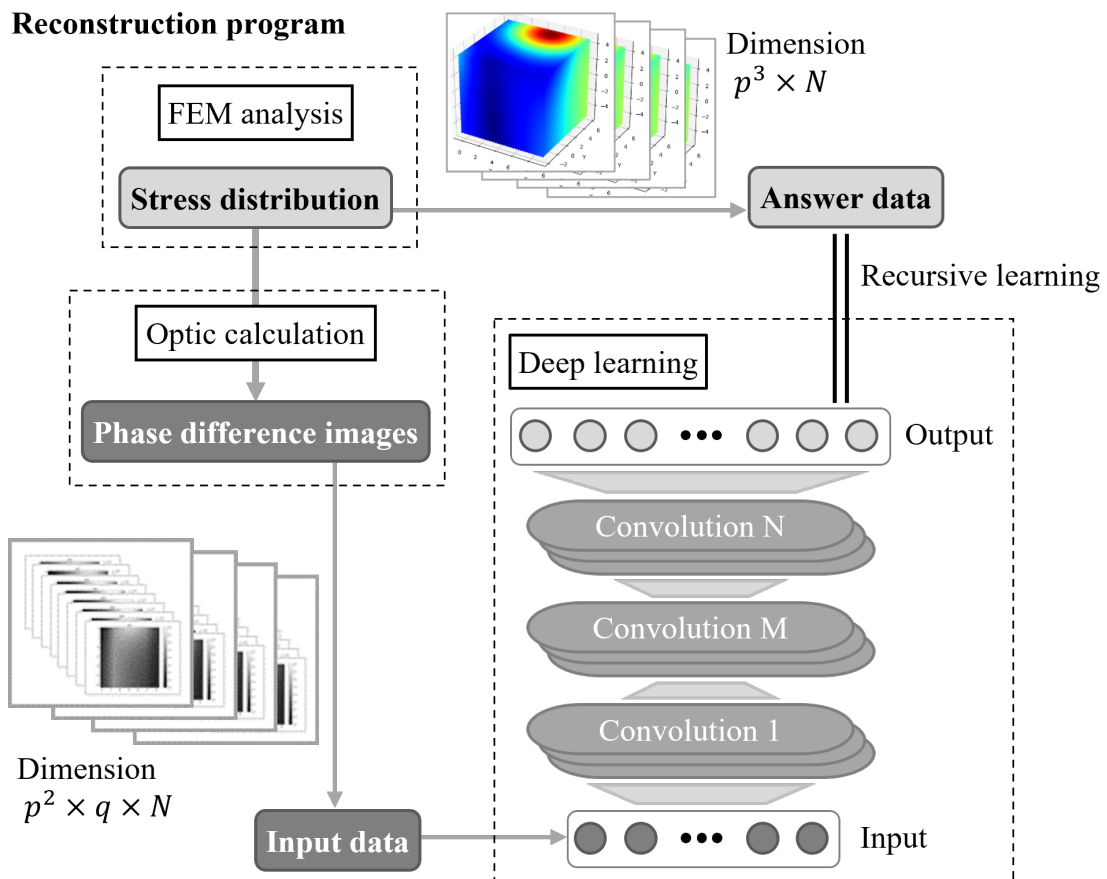 Reconstruction program
Dimension
p³ × N
FEM analysis
Stress distribution
Answer data
Recursive learning
Optic calculation
Deep learning
Phase difference images
Output
Convolution N
Convolution M
Convolution 1
Dimension
p² × q × N
Input data
Input